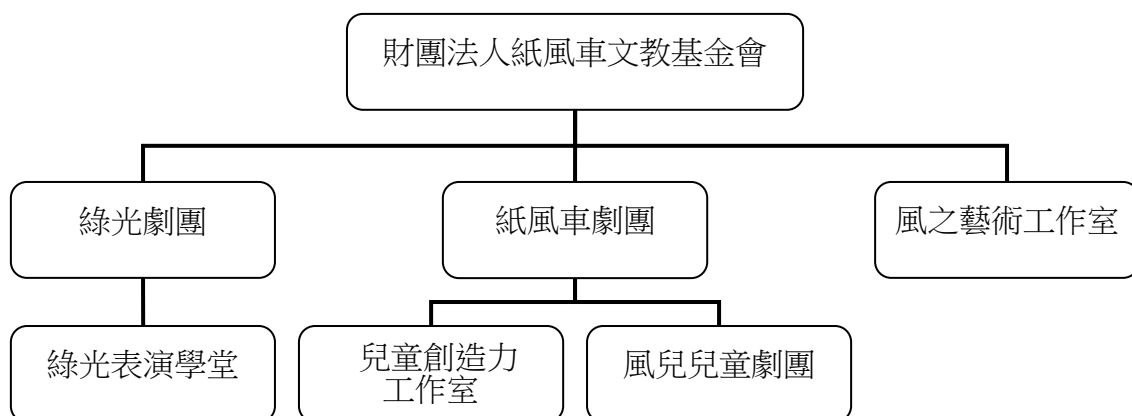 財團法人紙風車文教基金會
綠光劇團
紙風車劇團
風之藝術工作室
綠光表演學堂
兒童創造力
工作室
風兒兒童劇團